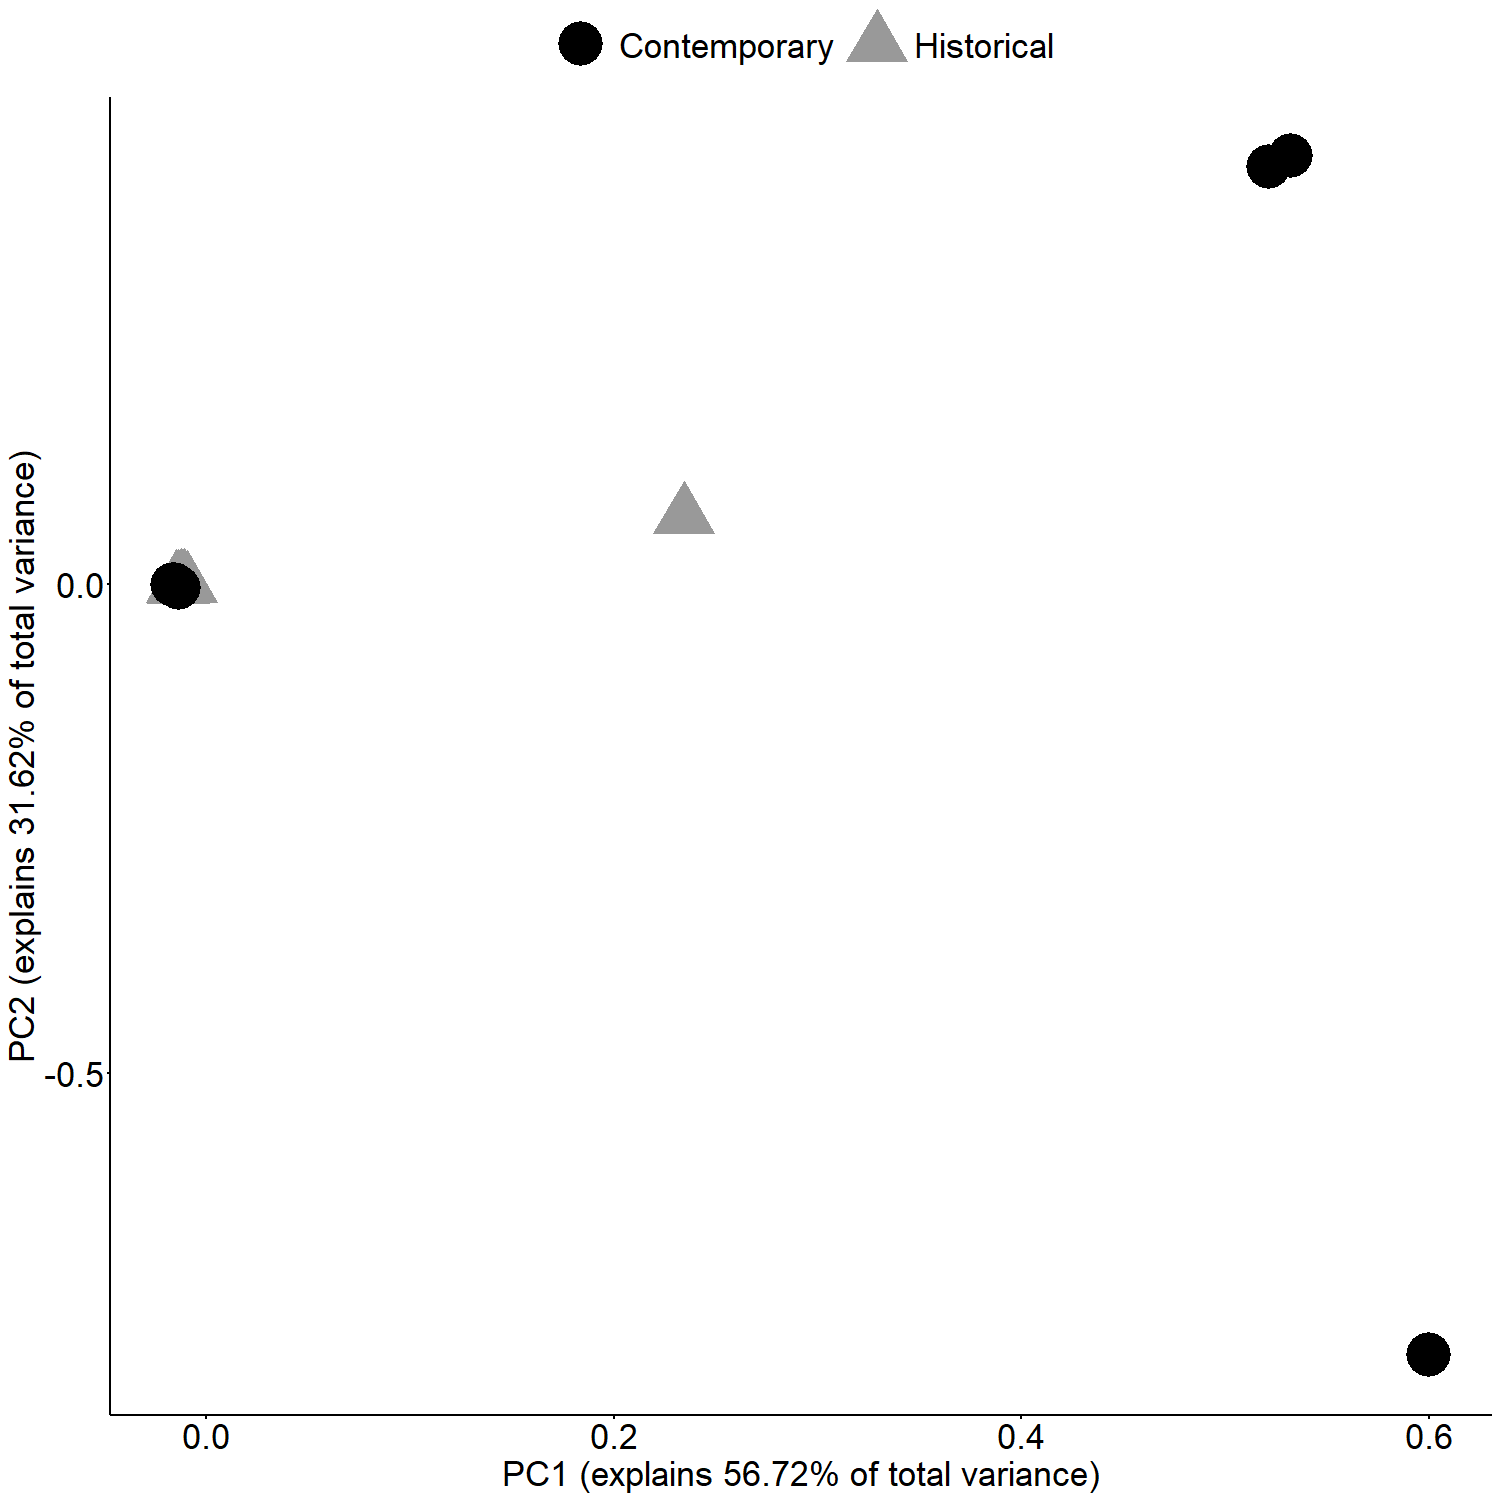 Contemporary Historical
PC2 (explains 31.62% of total variance)
0.0
-0.5
0.0 0.2 0.4 0.6
PC1 (explains 56.72% of total variance)